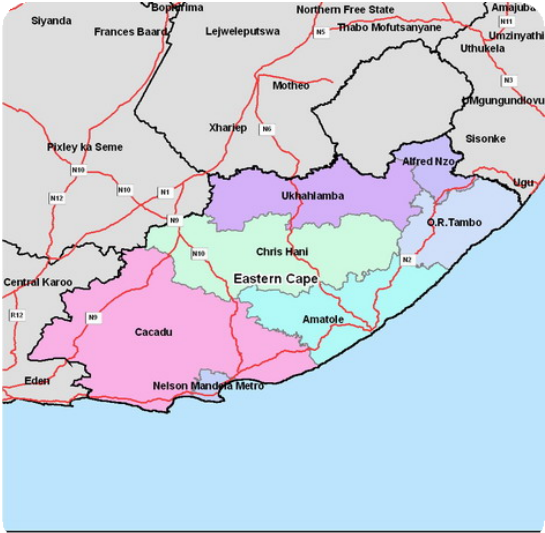 Bophirima
Northern Free State
Amajuba
Siyanda
Frances Baard
Lejweleputswa
N5
Thabo Mofutsanyane
N11
Umzinyathi
Uthukela
N3
Motheo
UMgungundlovu
Xhariep
N6
Sisonke
Pixley ka Seme
Alfred Nzo
N10
N10
N1
Ukhahlamba
Ugu
N12
N9
O.R.Tambo
Chris Hani
N10
N2
Central Karoo
Eastern Cape
R12
N9
Cacadu
Amatole
Eden
Nelson Mandela Metro